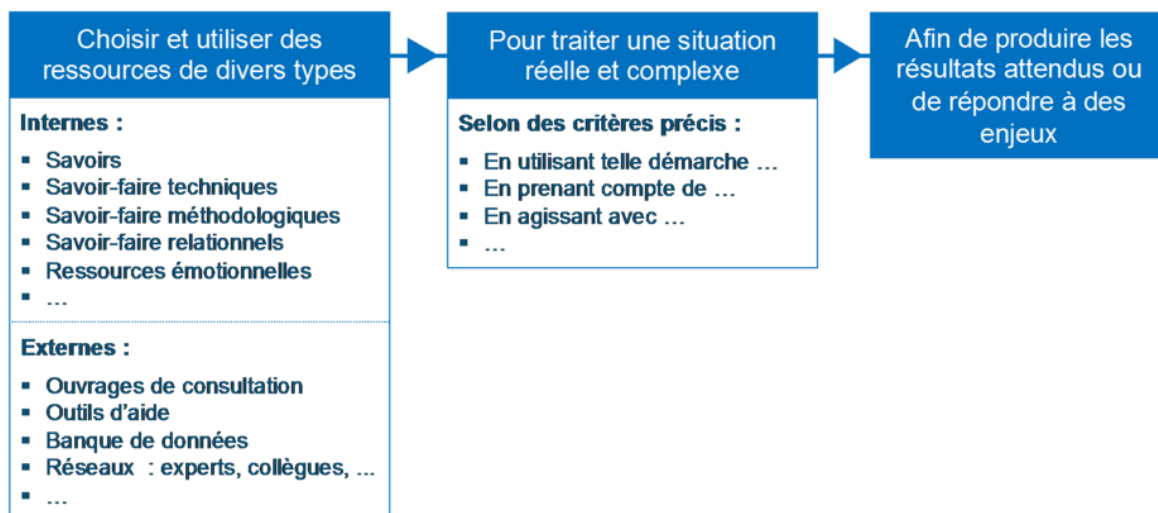 Choisir et utiliser des
ressources de divers types
Internes :
▪ Savoirs
▪ Savoir-faire techniques
▪ Savoir-faire méthodologiques
▪ Savoir-faire relationnels
▪ Ressources émotionnelles
▪ ...
Externes :
▪ Ouvrages de consultation
▪ Outils d'aide
▪ Banque de données
▪ Réseaux : experts, collègues, ...
▪ ...
Pour traiter une situation
réelle et complexe
Selon des critères précis :
▪ En utilisant telle démarche ...
▪ En prenant compte de ...
▪ En agissant avec ...
▪ ...
Afin de produire les
résultats attendus ou
de répondre à des
enjeux